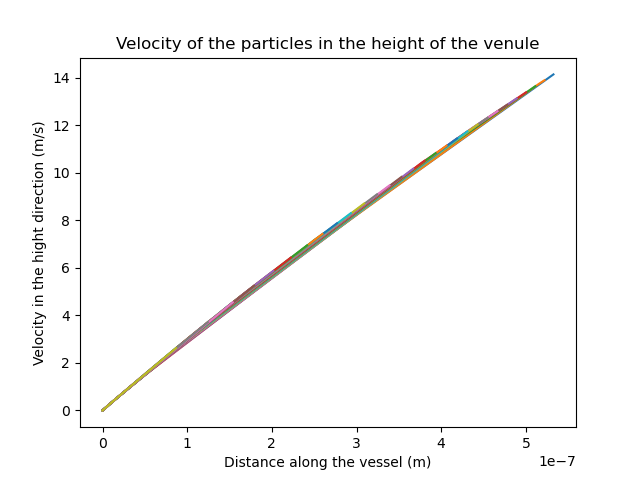 Velocity of the particles in the height of the venule
Velocity in the hight direction (m/s)
14
12
10
8
6
4
2
0
0 1 2 3 4 5
1e−7
Distance along the vessel (m)